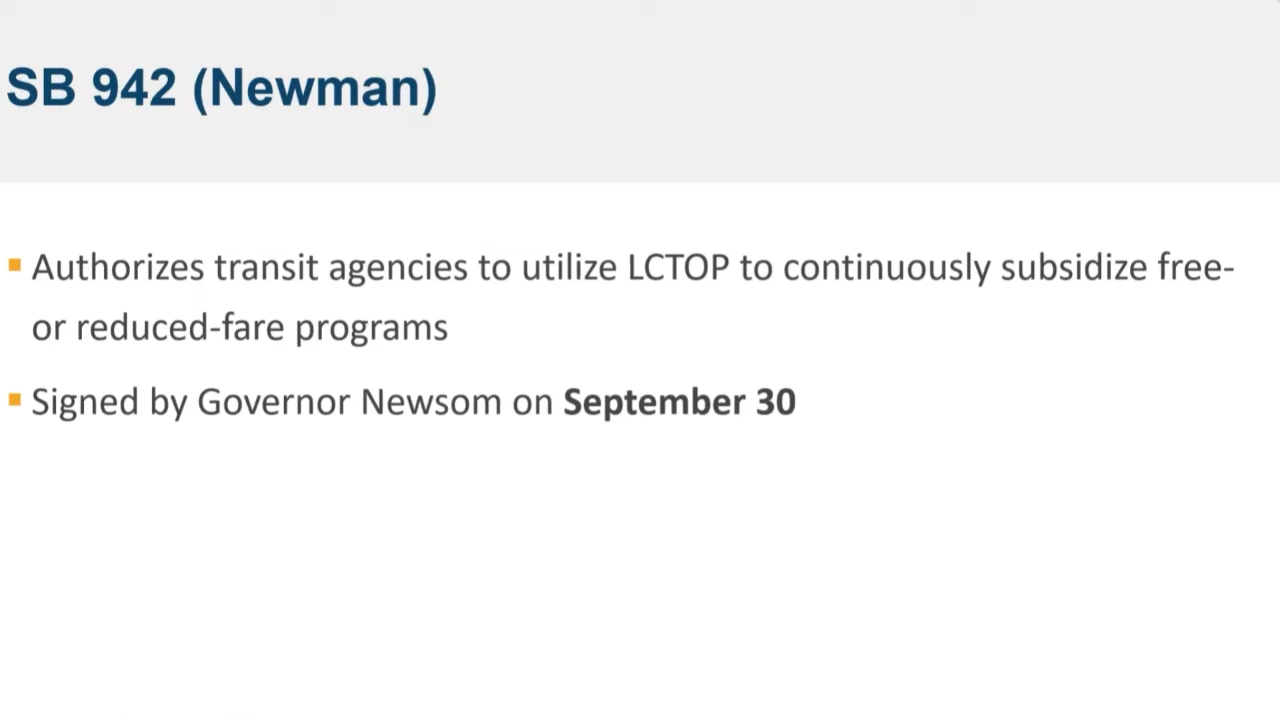 SB 942 (Newman)
▪ Authorizes transit agencies to utilize LCTOP to continuously subsidize free-
or reduced-fare programs
▪ Signed by Governor Newsom on September 30